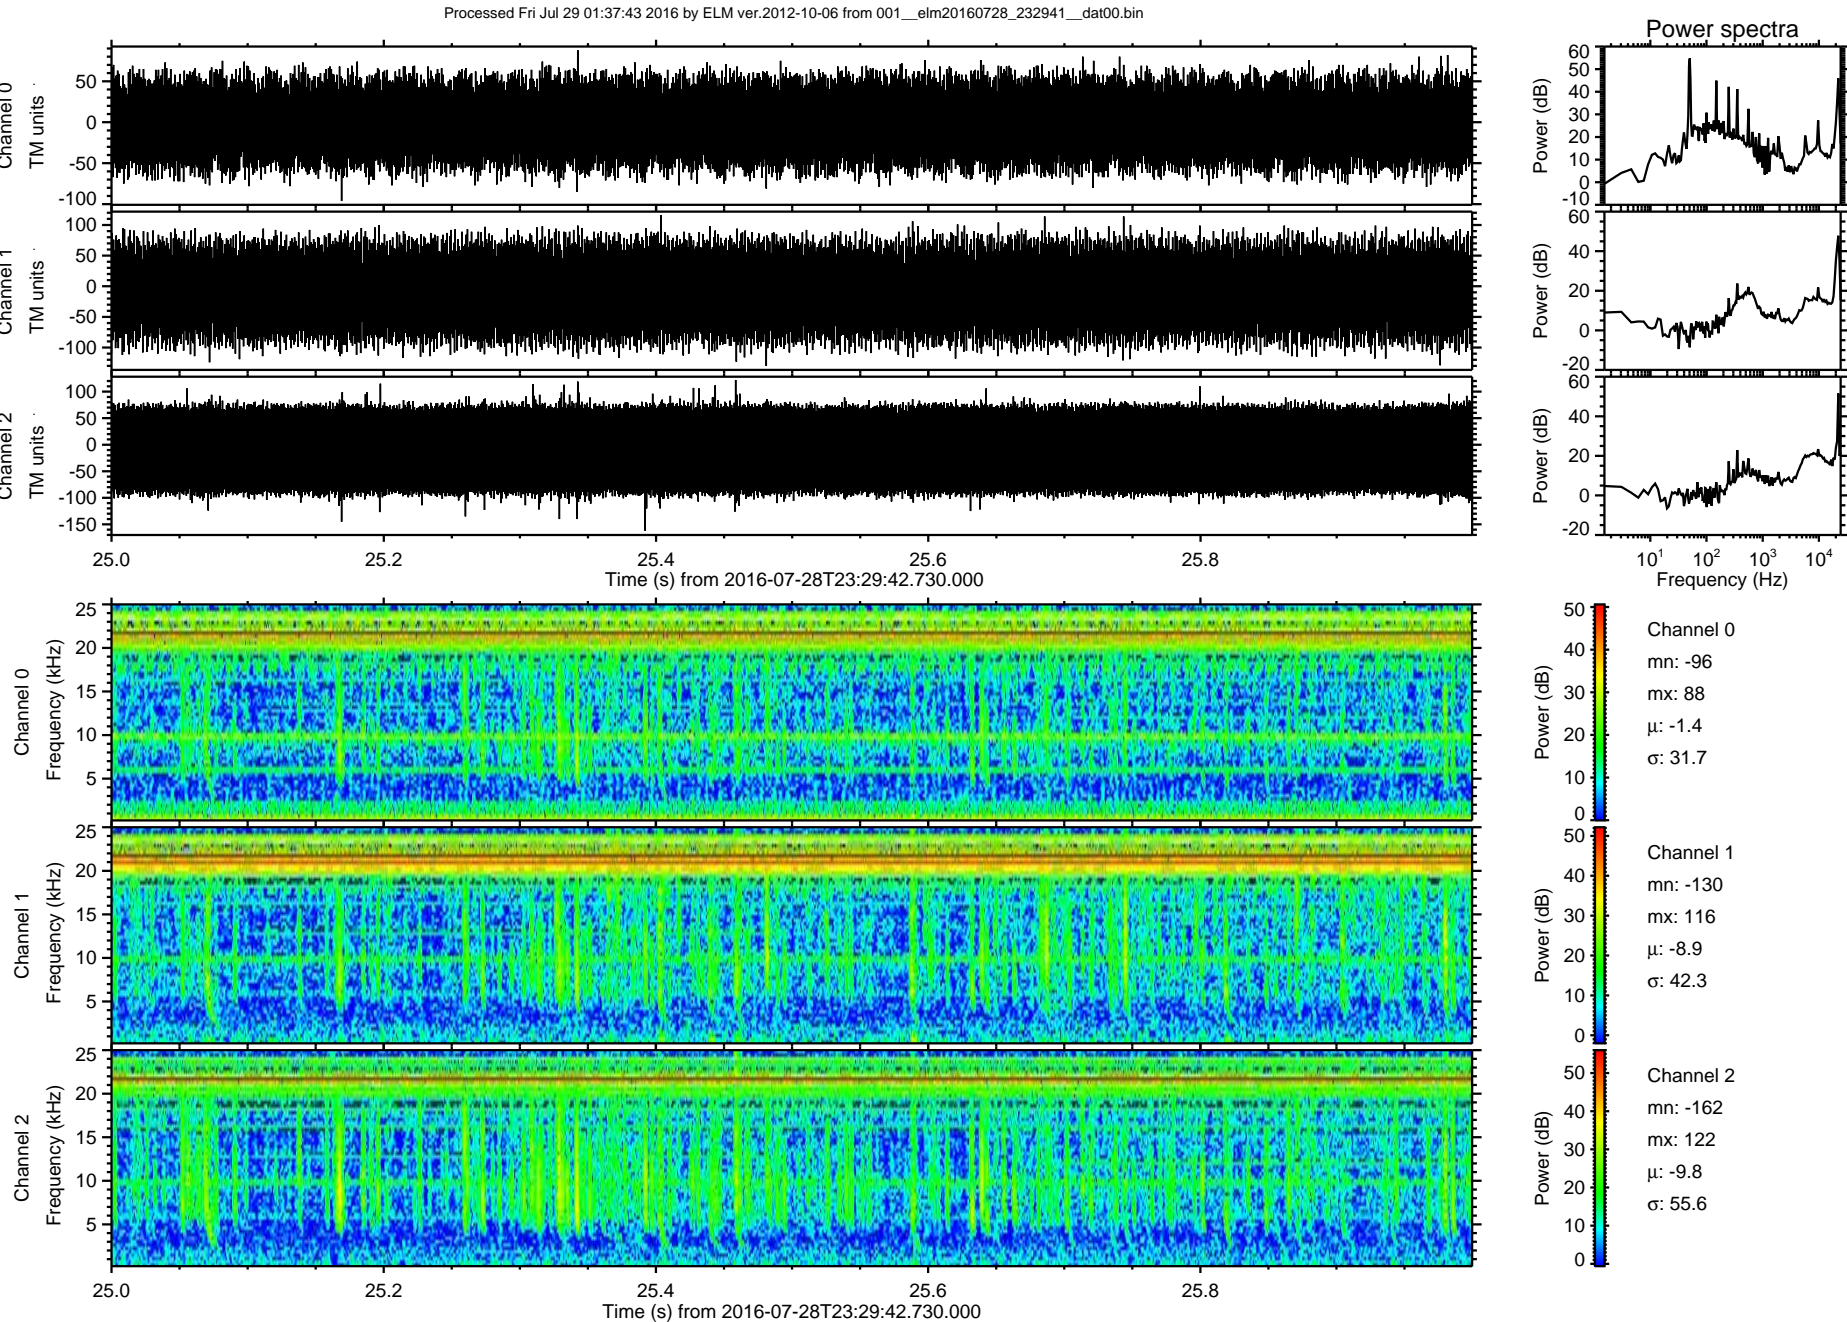 Processed Fri Jul 29 01:37:43 2016 by ELM ver.2012-10-06 from 001__elm20160728_232941__dat00.bin
Power spectra
Channel 0
TM units
50
0
-50
-100
Power (dB)
60
50
40
30
20
10
0
-10
Channel 1
TM units
100
50
0
-50
-100
Power (dB)
60
40
20
0
-20
Channel 2
TM units
100
50
0
-50
-100
-150
Power (dB)
60
40
20
0
-20
25.0 25.2 25.4 25.6 25.8
Time (s) from 2016-07-28T23:29:42.730.000
10^1 10^2 10^3 10^4
Frequency (Hz)
Channel 0
Frequency (kHz)
25
20
15
10
5
Power (dB)
50
40
30
20
10
0
Channel 0
mn: -96
mx: 88
μ: -1.4
σ: 31.7
Channel 1
Frequency (kHz)
25
20
15
10
5
Power (dB)
50
40
30
20
10
0
Channel 1
mn: -130
mx: 116
μ: -8.9
σ: 42.3
Channel 2
Frequency (kHz)
25
20
15
10
5
Power (dB)
50
40
30
20
10
0
Channel 2
mn: -162
mx: 122
μ: -9.8
σ: 55.6
25.0 25.2 25.4 25.6 25.8
Time (s) from 2016-07-28T23:29:42.730.000